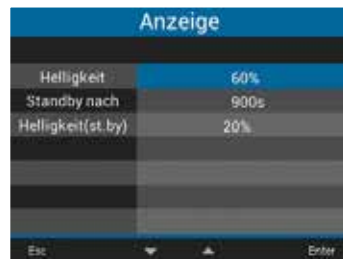 Anzeige
Helligkeit 60%
Standby nach 900s
Helligkeit(st.by) 20%
Esc Enter